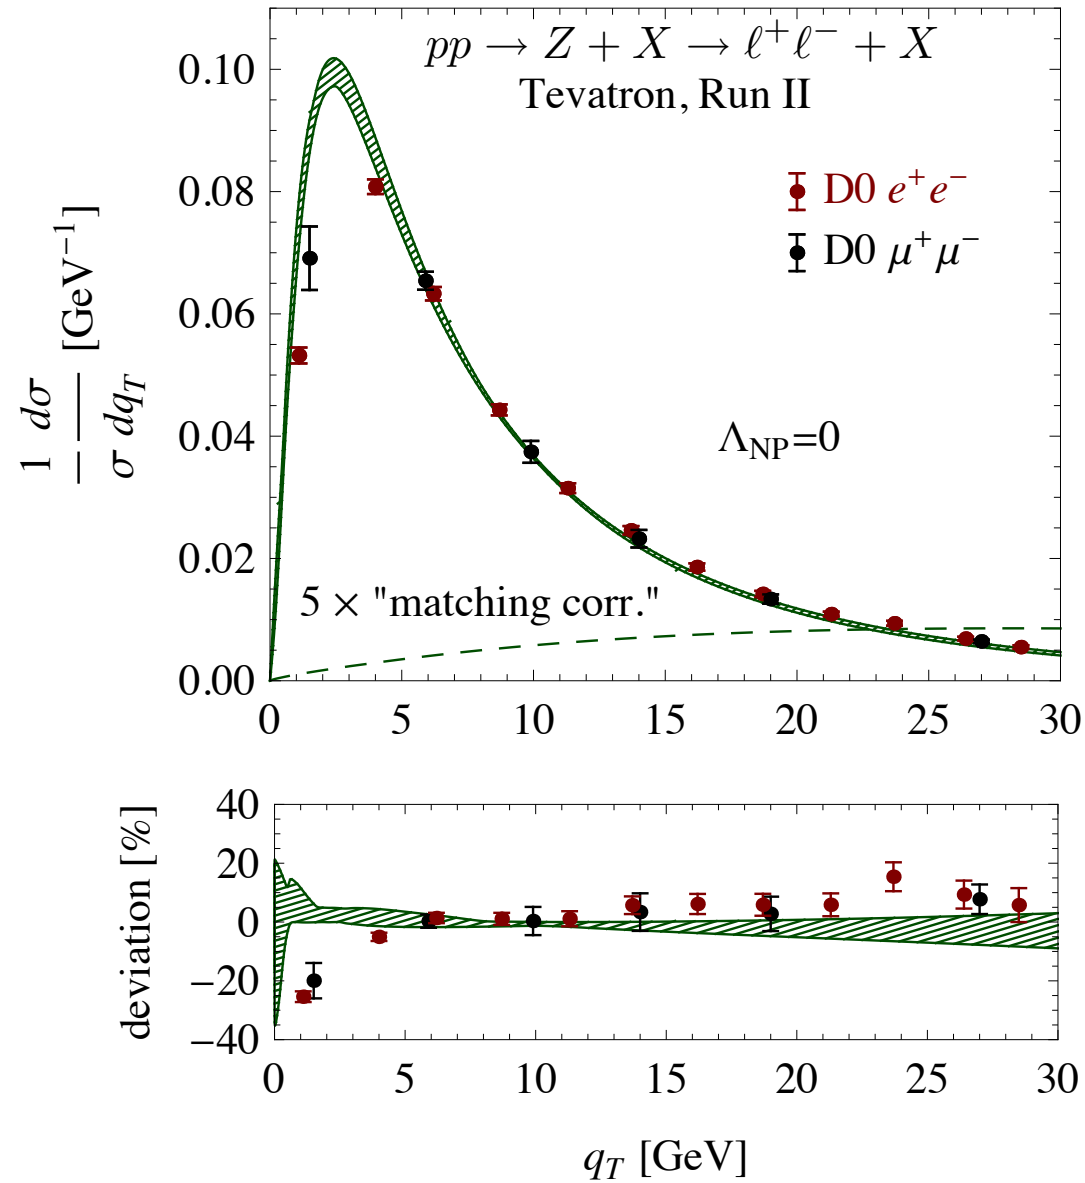 pp → Z + X → ℓ⁺ℓ⁻ + X
Tevatron, Run II
D0 e⁺e⁻
D0 μ⁺μ⁻
Λ_NP=0
5 × "matching corr."
1/σ dσ/dq_T [GeV⁻¹]
0.10
0.08
0.06
0.04
0.02
0.00
0 5 10 15 20 25 30
deviation [%]
40
20
0
−20
−40
0 5 10 15 20 25 30
q_T [GeV]